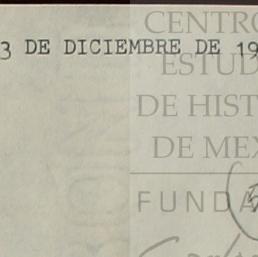 3 DE DICIEMBRE DE 19
CENTRO
ESTUD
DE HIST
DE MEX
FUNDA